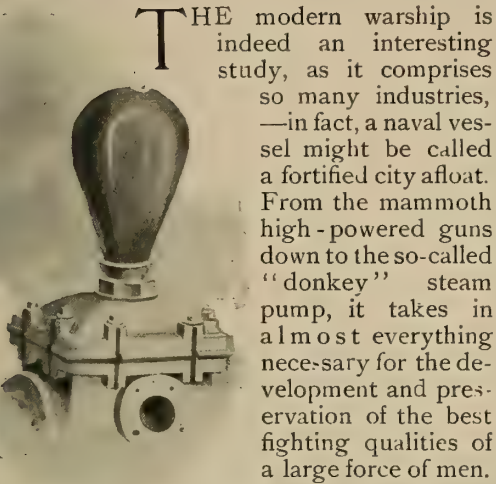 THE modern warship is
indeed an interesting
study, as it comprises
so many industries,
—in fact, a naval ves-
sel might be called
a fortified city afloat.
From the mammoth
high-powered guns
down to the so-called
"donkey" steam
pump, it takes in
almost everything
necessary for the de-
velopment and pres-
ervation of the best
fighting qualities of
a large force of men.